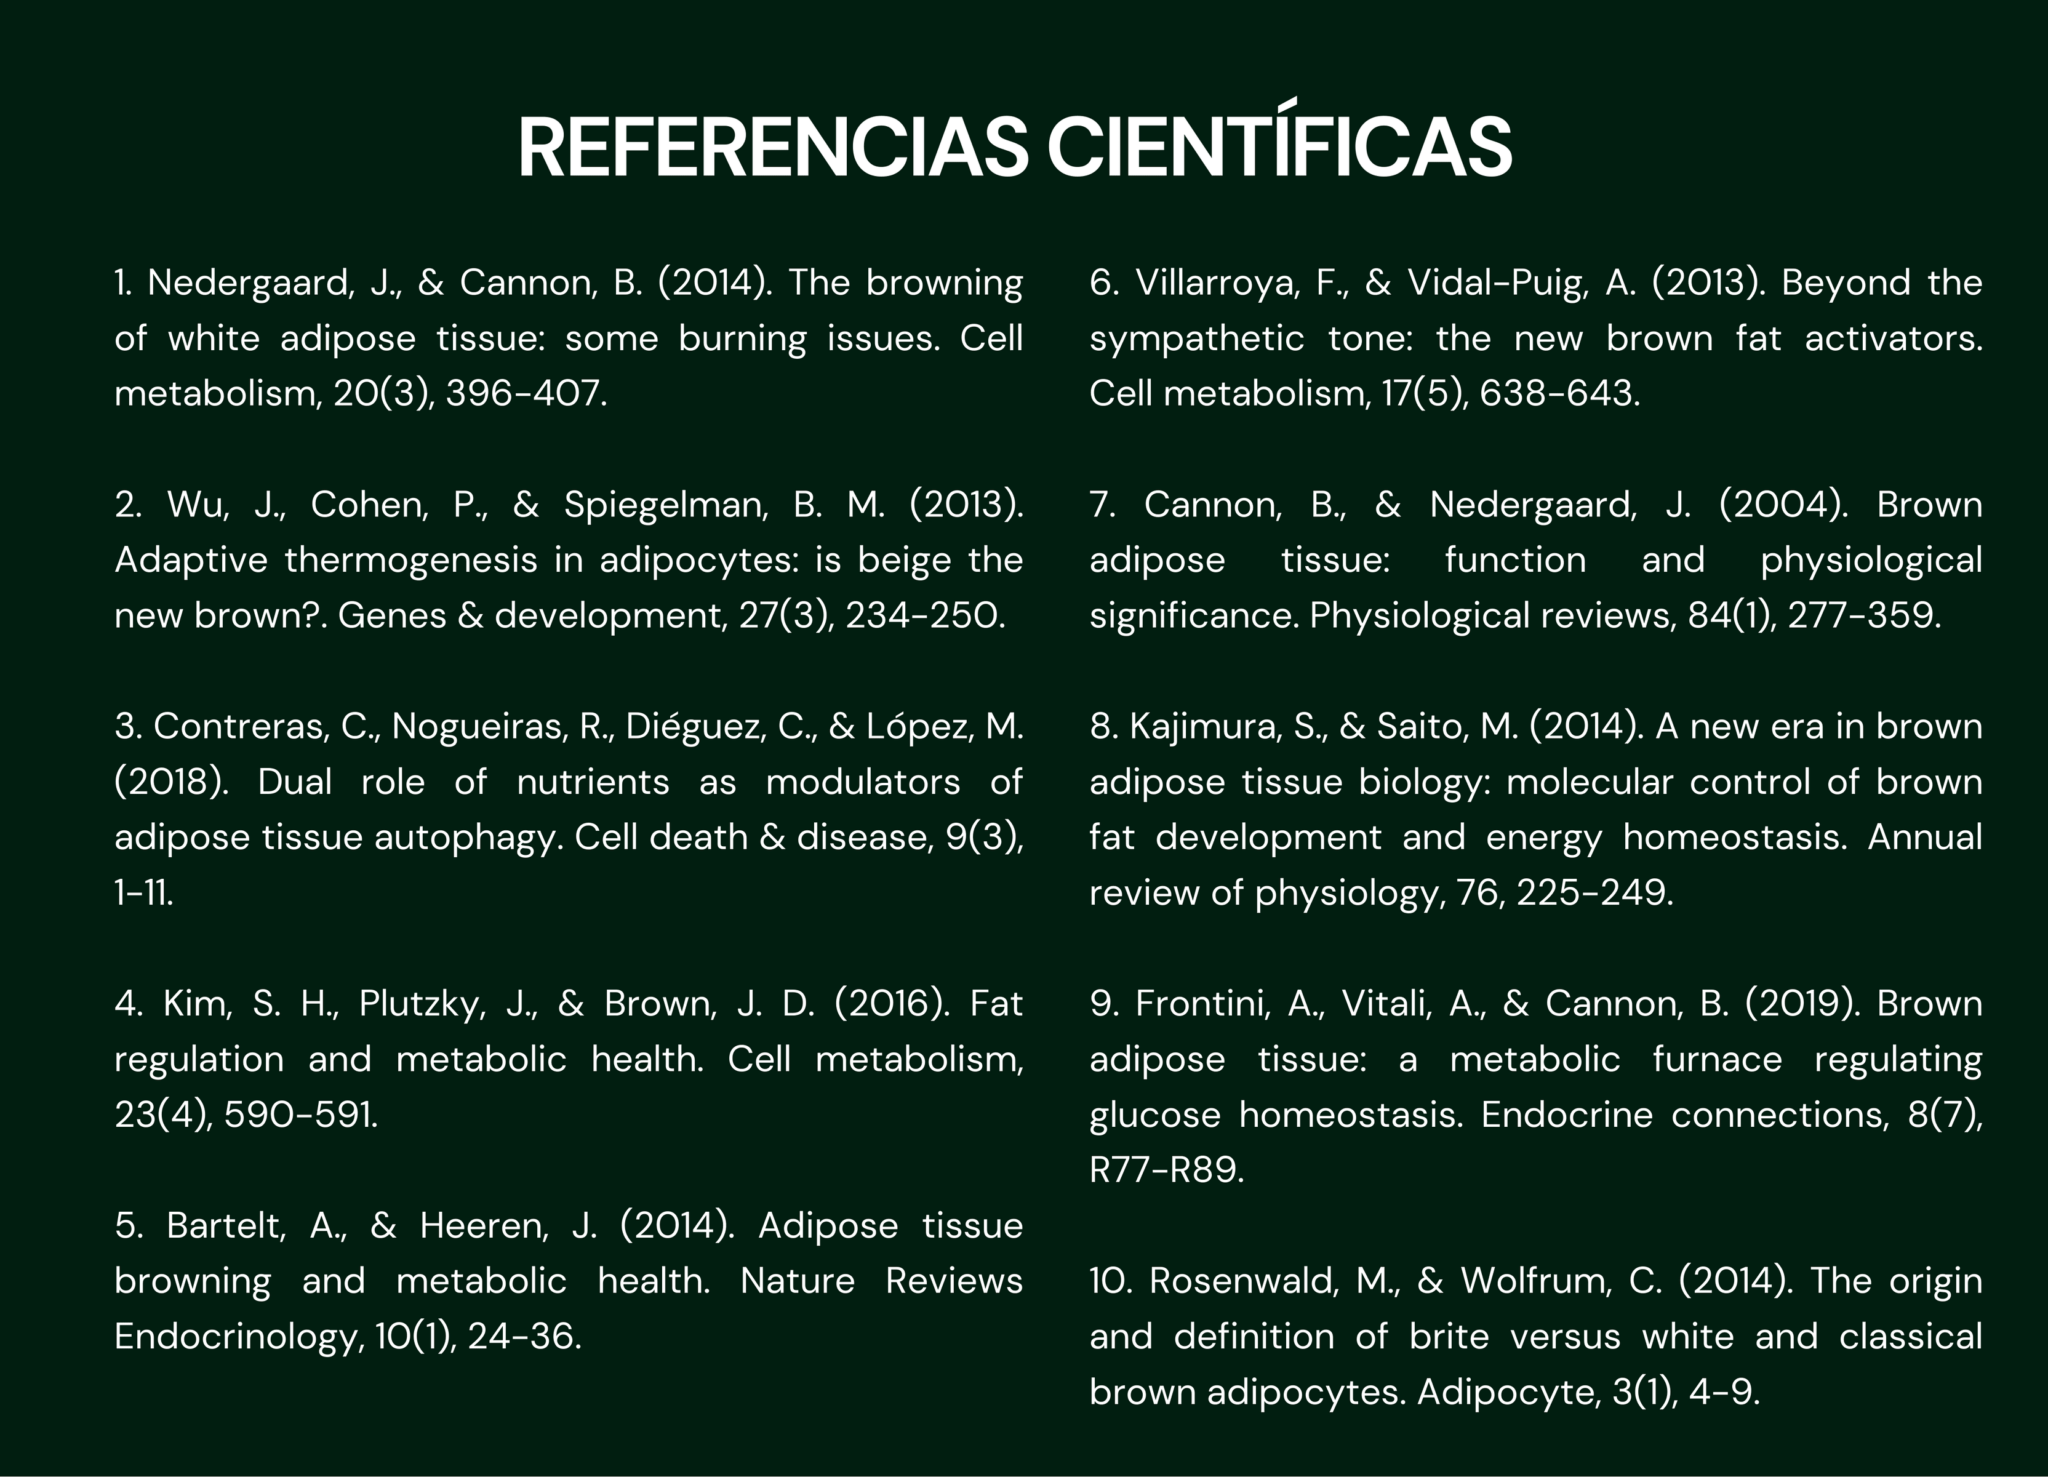 REFERENCIAS CIENTÍFICAS
1. Nedergaard, J., & Cannon, B. (2014). The browning
of white adipose tissue: some burning issues. Cell
metabolism, 20(3), 396-407.
2. Wu, J., Cohen, P., & Spiegelman, B. M. (2013).
Adaptive thermogenesis in adipocytes: is beige the
new brown?. Genes & development, 27(3), 234-250.
3. Contreras, C., Nogueiras, R., Diéguez, C., & López, M.
(2018). Dual role of nutrients as modulators of
adipose tissue autophagy. Cell death & disease, 9(3),
1-11.
4. Kim, S. H., Plutzky, J., & Brown, J. D. (2016). Fat
regulation and metabolic health. Cell metabolism,
23(4), 590-591.
5. Bartelt, A., & Heeren, J. (2014). Adipose tissue
browning and metabolic health. Nature Reviews
Endocrinology, 10(1), 24-36.
6. Villarroya, F., & Vidal-Puig, A. (2013). Beyond the
sympathetic tone: the new brown fat activators.
Cell metabolism, 17(5), 638-643.
7. Cannon, B., & Nedergaard, J. (2004). Brown
adipose tissue: function and physiological
significance. Physiological reviews, 84(1), 277-359.
8. Kajimura, S., & Saito, M. (2014). A new era in brown
adipose tissue biology: molecular control of brown
fat development and energy homeostasis. Annual
review of physiology, 76, 225-249.
9. Frontini, A., Vitali, A., & Cannon, B. (2019). Brown
adipose tissue: a metabolic furnace regulating
glucose homeostasis. Endocrine connections, 8(7),
R77-R89.
10. Rosenwald, M., & Wolfrum, C. (2014). The origin
and definition of brite versus white and classical
brown adipocytes. Adipocyte, 3(1), 4-9.